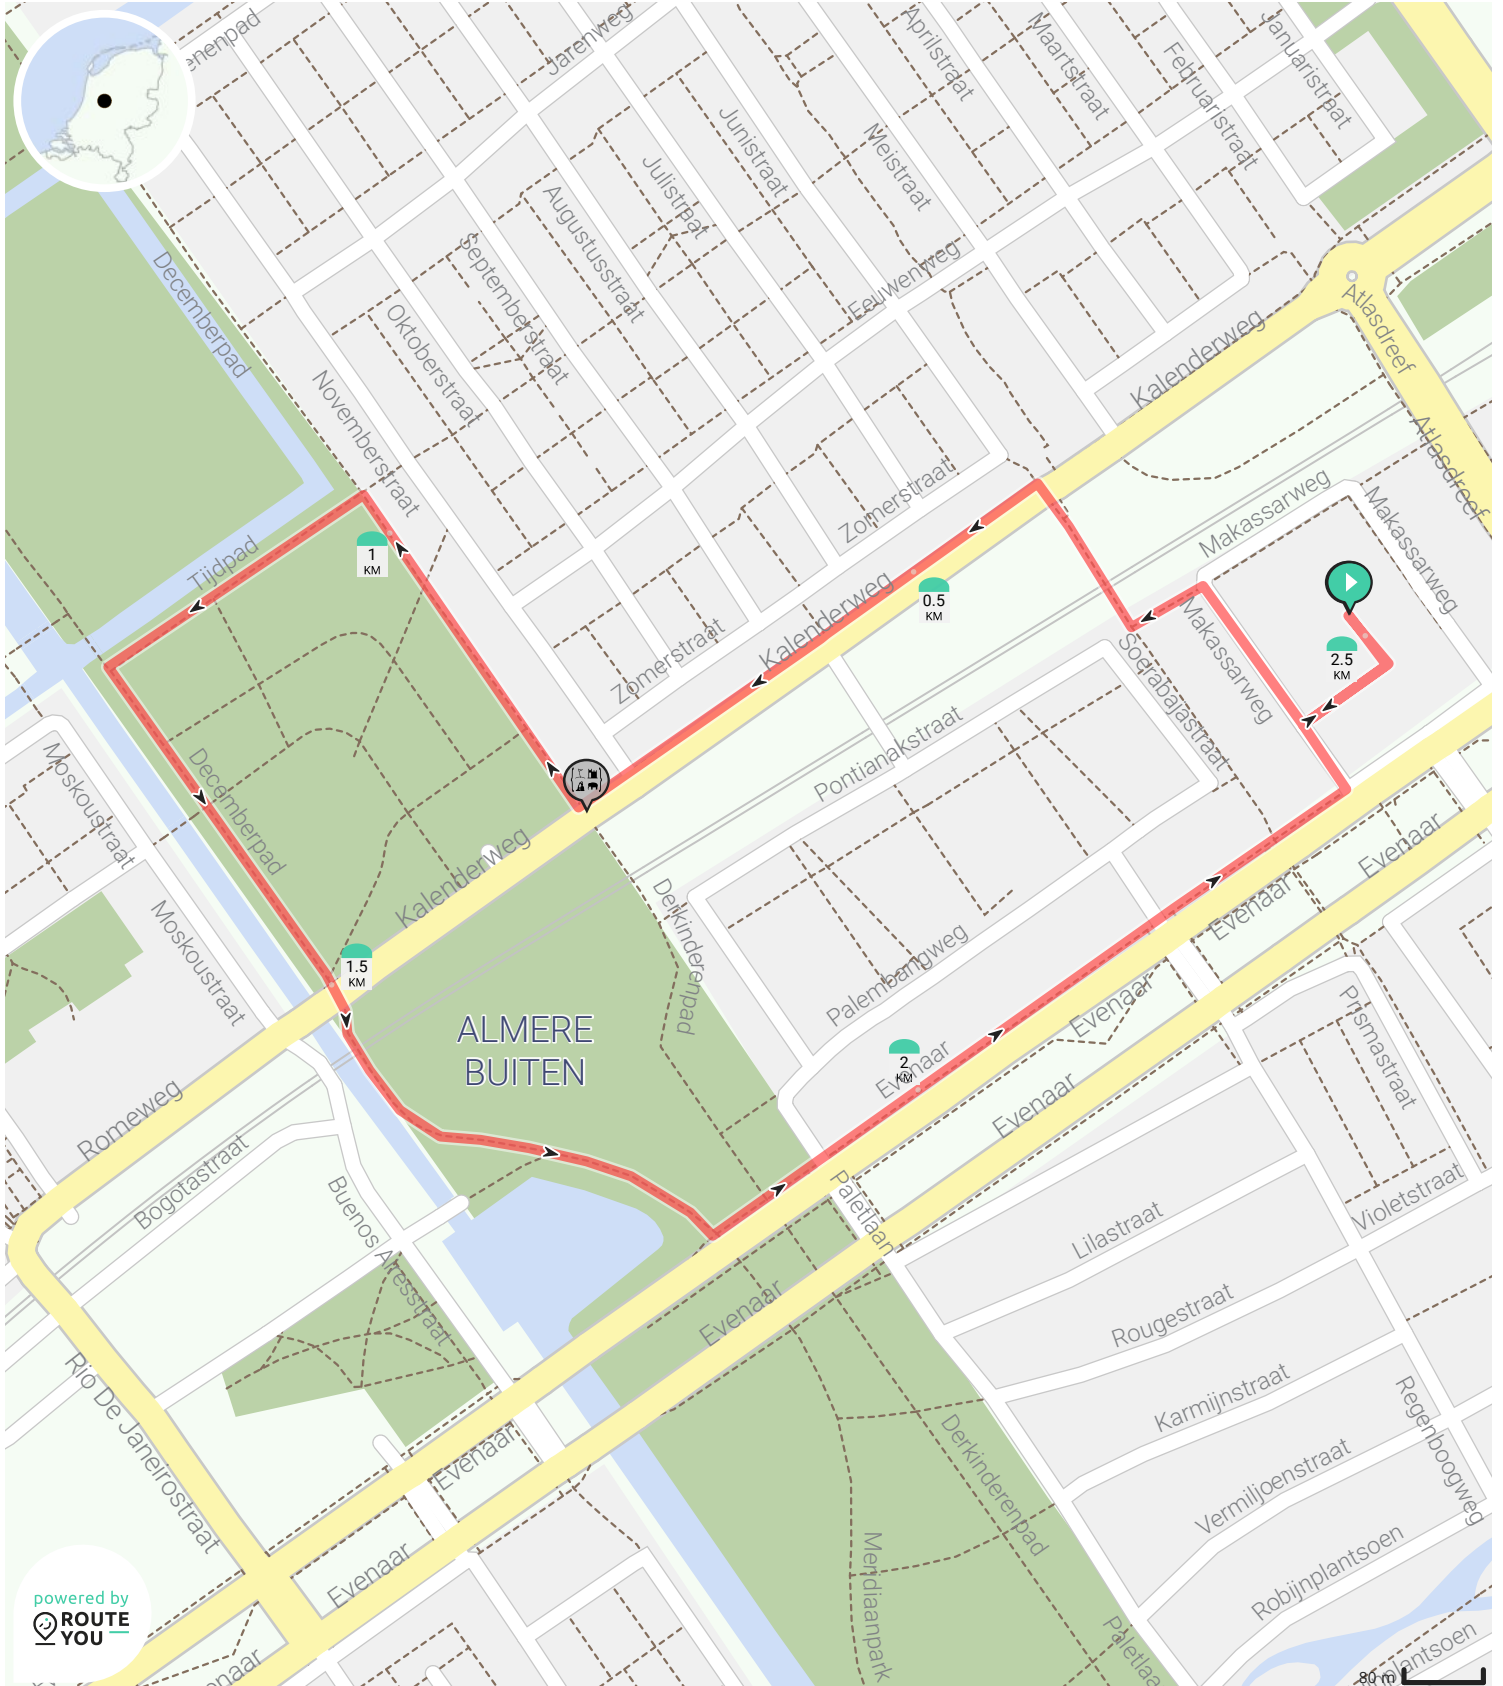 Jarenweg
Aprilstraat
Maartstraat
Januaristraat
Februaristraat
Junistraat
Meistraat
Julistraat
Augustusstraat
Septemberstraat
Eeuwenweg
Decemberpad
Oktoberstraat
Novemberstraat
Atlasdreef
Kalenderweg
Atlasdreef
Zomerstraat
Makassarweg
Makassarweg
1
KM
Tijdpad
0.5
KM
Kalenderweg
Zomerstraat
Makassarweg
Soerabajastraat
2.5
KM
Pontianakstraat
Moskoustraat
Decemberpad
Kalenderweg
Evenaar
Evenaar
Derkinderenpad
Moskoustraat
Palembangweg
1.5
KM
ALMERE
BUITEN
Evenaar
2
KM
Evenaar
Evenaar
Prismastraat
Romeweg
Bogotastraat
Buenos Airesstraat
Paletlaan
Violetstraat
Lilastraat
Rougestraat
Evenaar
Rio De Janeirostraat
Karmijnstraat
Regenboogweg
Derkinderenpad
Vermiljoenstraat
Evenaar
Evenaar
Meridiaanpark
Robijnplantsoen
powered by
ROUTE
YOU
80 m